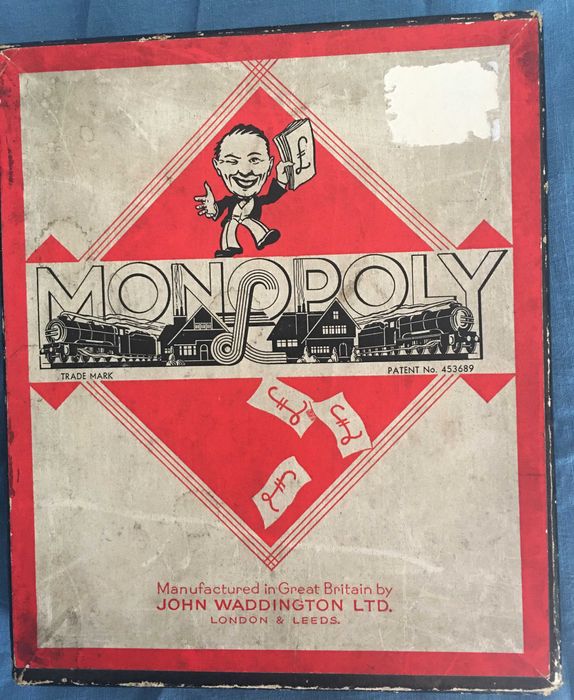 £
MONOPOLY
£
TRADE MARK
PATENT No. 453689
£
£
£
Manufactured in Great Britain by
JOHN WADDINGTON LTD.
LONDON & LEEDS.